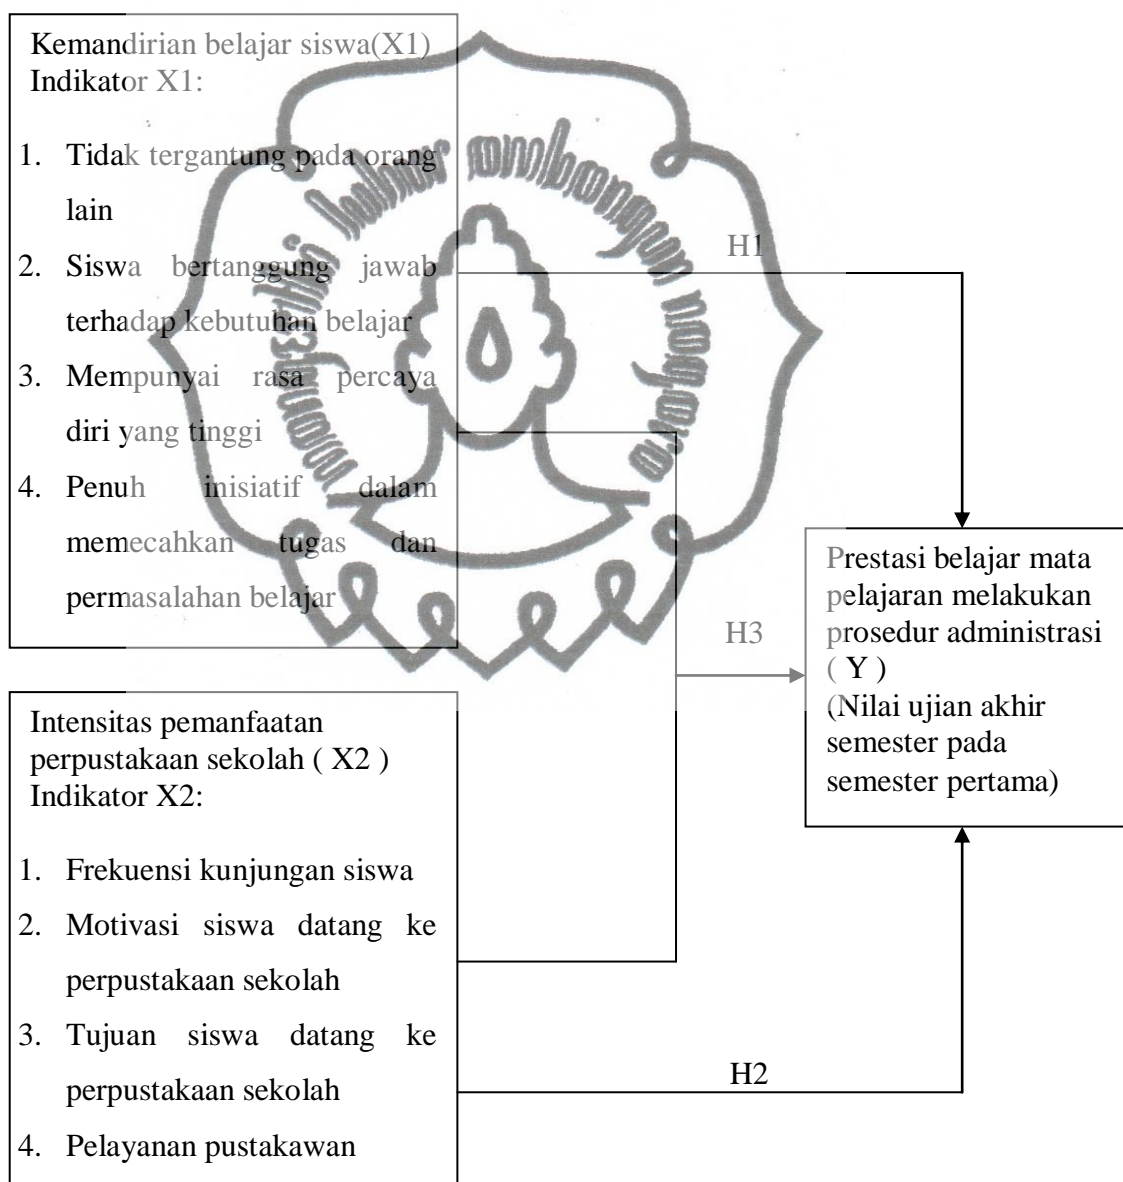 Kemandirian belajar siswa(X1)
Indikator X1:
1. Tidak tergantung pada orang
lain
2. Siswa bertanggung jawab
terhadap kebutuhan belajar
3. Mempunyai rasa percaya
diri yang tinggi
4. Penuh inisiatif dalam
memecahkan tugas dan
permasalahan belajar
H1
Prestasi belajar mata
pelajaran melakukan
prosedur administrasi
( Y )
(Nilai ujian akhir
semester pada
semester pertama)
H3
Intensitas pemanfaatan
perpustakaan sekolah ( X2 )
Indikator X2:
1. Frekuensi kunjungan siswa
2. Motivasi siswa datang ke
perpustakaan sekolah
3. Tujuan siswa datang ke
perpustakaan sekolah
4. Pelayanan pustakawan
H2